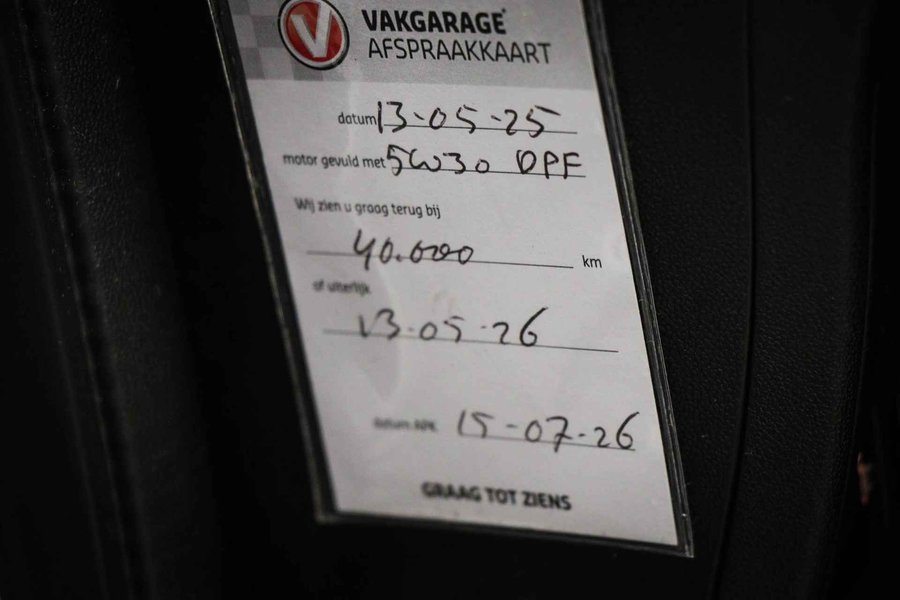 V VAKGARAGE
AFSPRAAKKAART
datum 13-05-25
motor gevuld met 5W30 DPF
Wij zien u graag terug bij
40.000 km
of uiterlijk
13-05-26
datum APK 15-07-26
GRAAG TOT ZIENS